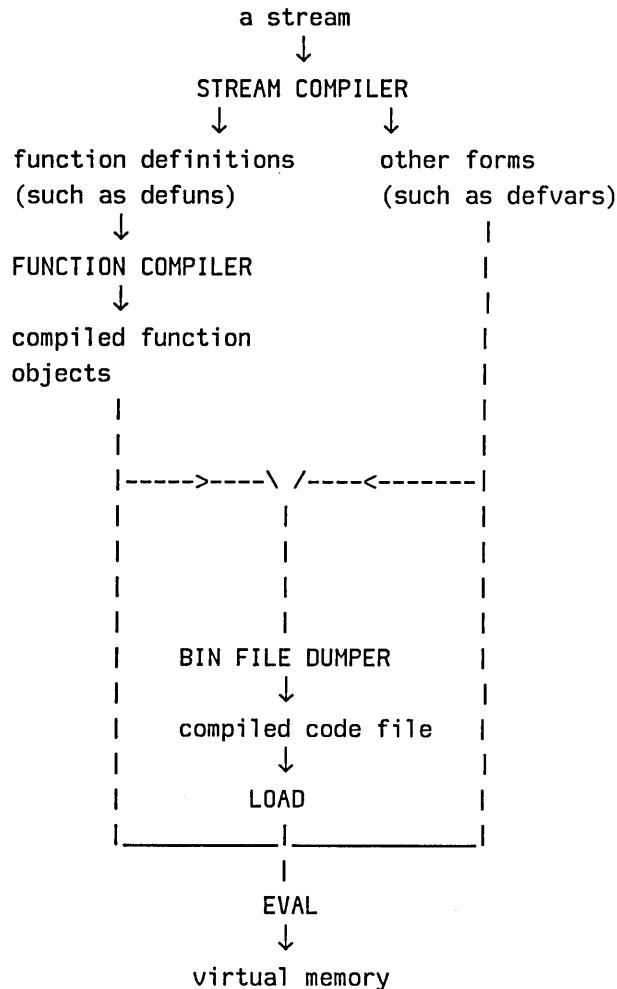 a stream
STREAM COMPILER
function definitions other forms
(such as defuns) (such as defvars)
FUNCTION COMPILER
compiled function
objects
BIN FILE DUMPER
compiled code file
LOAD
EVAL
virtual memory